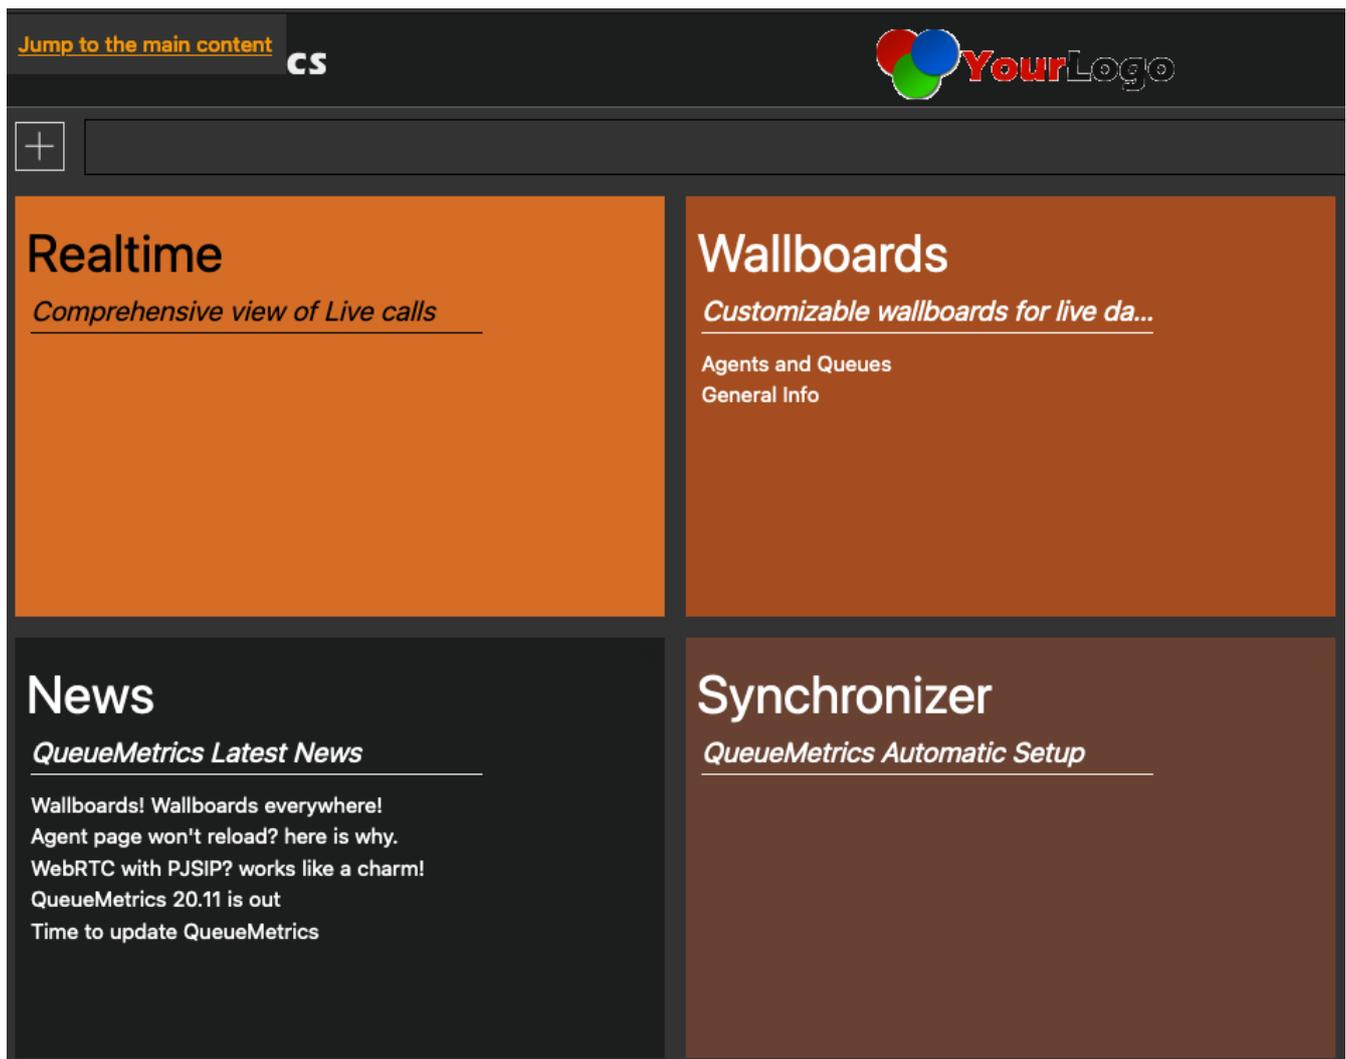 Jump to the main content
cs
YourLogo
Realtime
Comprehensive view of Live calls
Wallboards
Customizable wallboards for live da...
Agents and Queues
General Info
News
QueueMetrics Latest News
Wallboards! Wallboards everywhere!
Agent page won't reload? here is why.
WebRTC with PJSIP? works like a charm!
QueueMetrics 20.11 is out
Time to update QueueMetrics
Synchronizer
QueueMetrics Automatic Setup